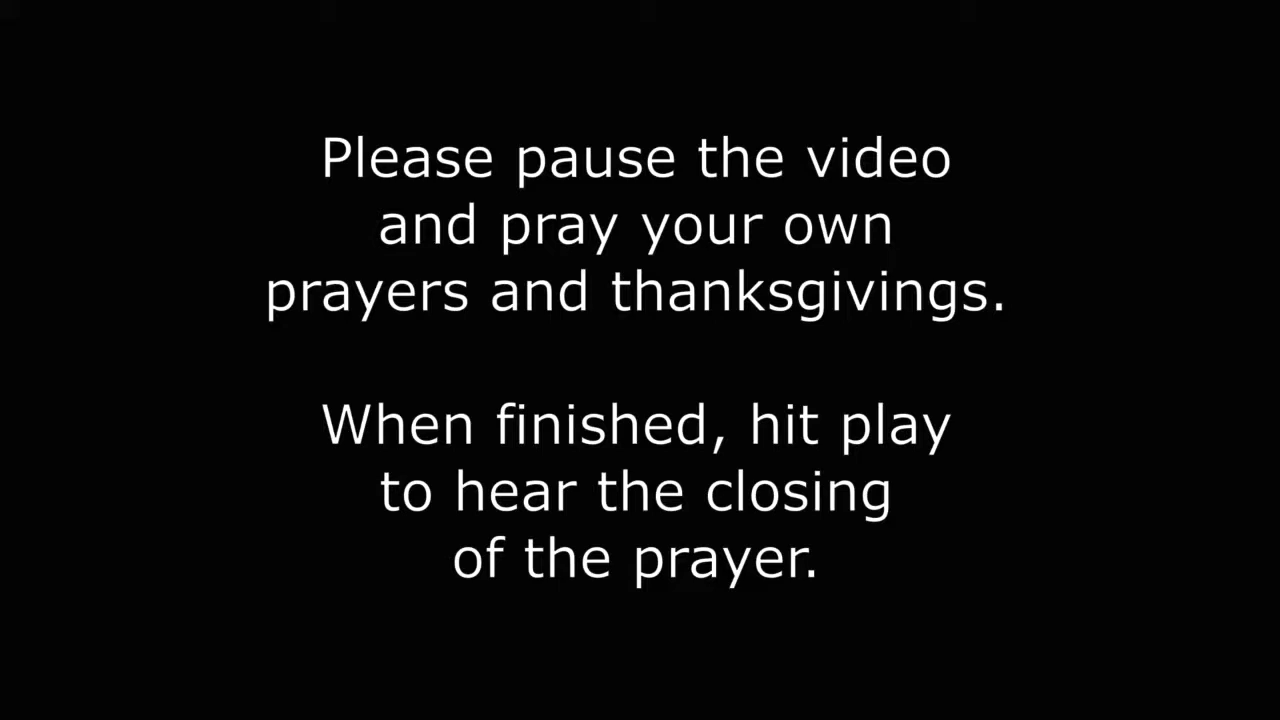 Please pause the video
and pray your own
prayers and thanksgivings.
When finished, hit play
to hear the closing
of the prayer.